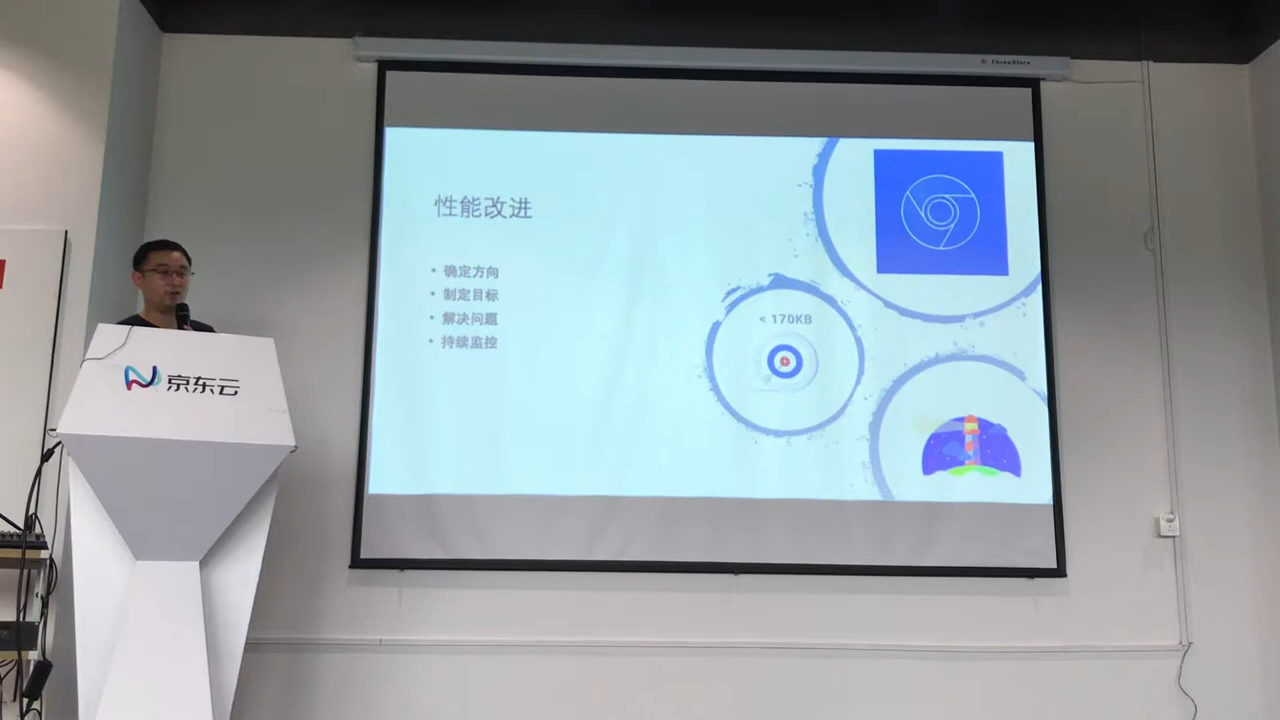 性能改进
• 确定方向
• 制定目标
• 解决问题
• 持续监控
< 170KB
京东云